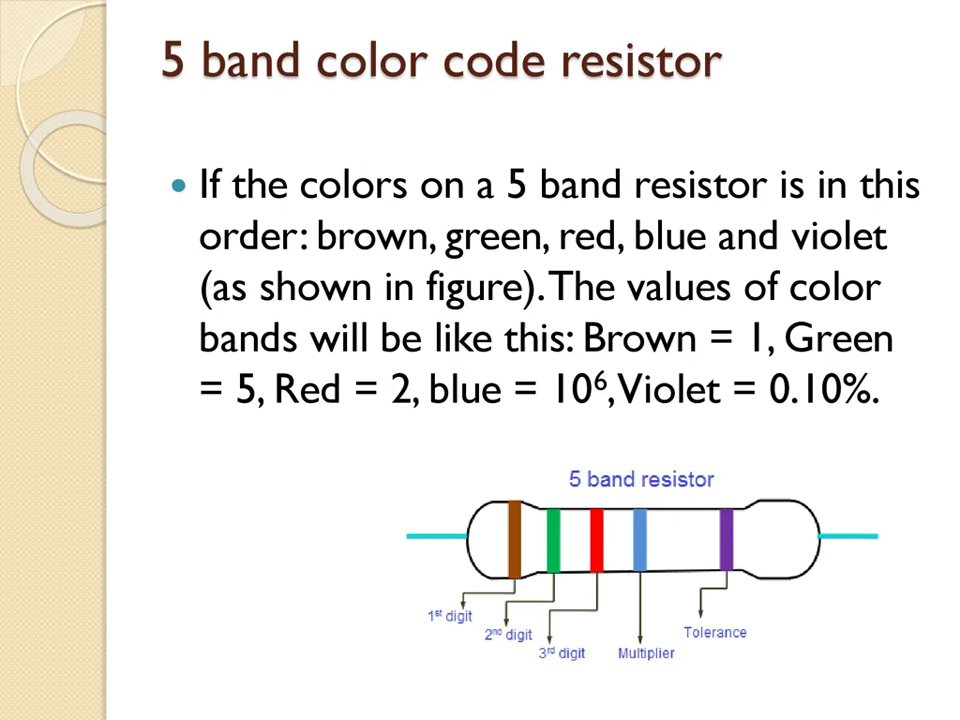 5 band color code resistor
• If the colors on a 5 band resistor is in this
order: brown, green, red, blue and violet
(as shown in figure). The values of color
bands will be like this: Brown = 1, Green
= 5, Red = 2, blue = 10⁶, Violet = 0.10%.
5 band resistor
1st digit
2nd digit
3rd digit
Multiplier
Tolerance